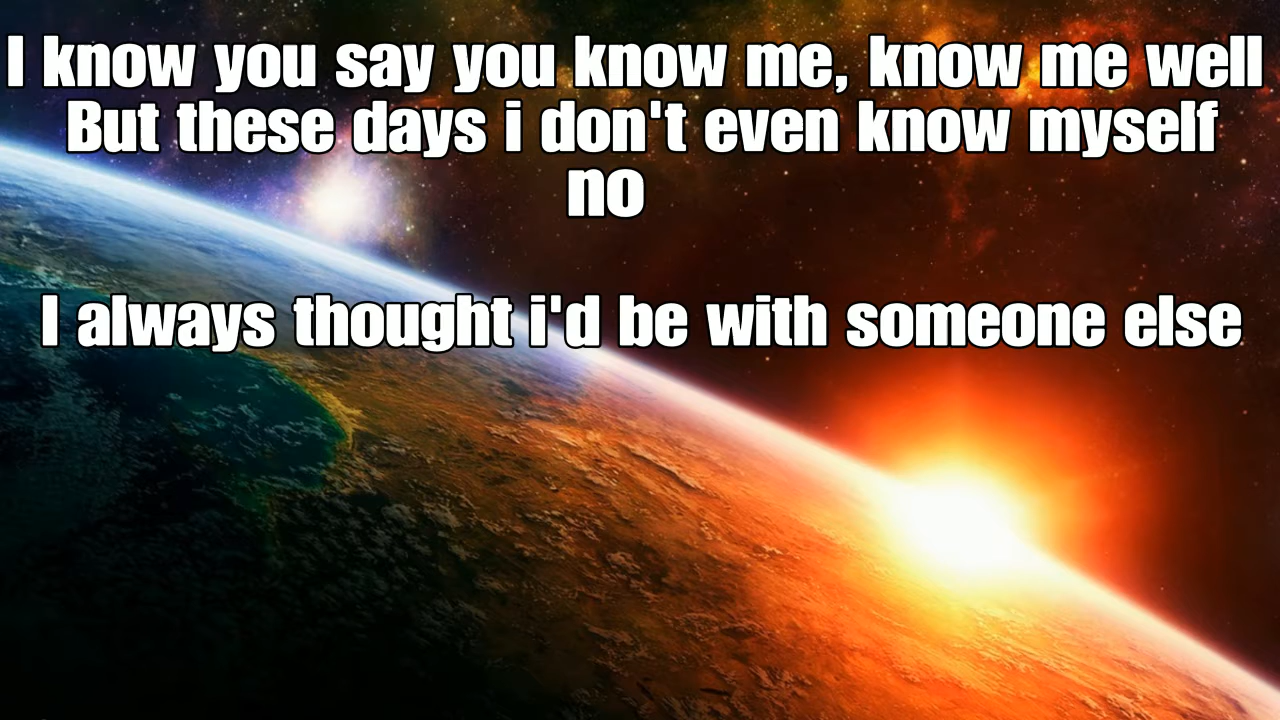 I know you say you know me, know me well
But these days i don't even know myself
no
I always thought i'd be with someone else